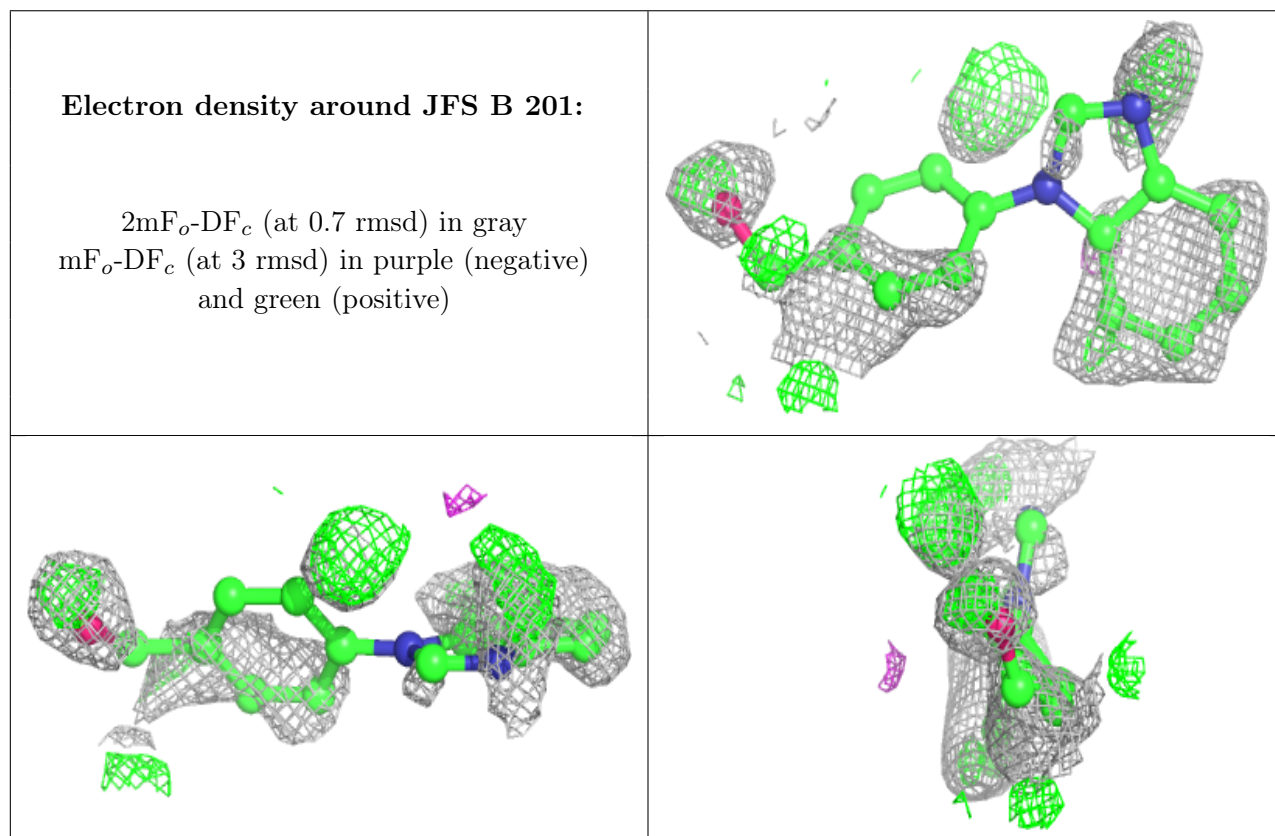 Electron density around JFS B 201:
2mFo-DFc (at 0.7 rmsd) in gray
mFo-DFc (at 3 rmsd) in purple (negative)
and green (positive)